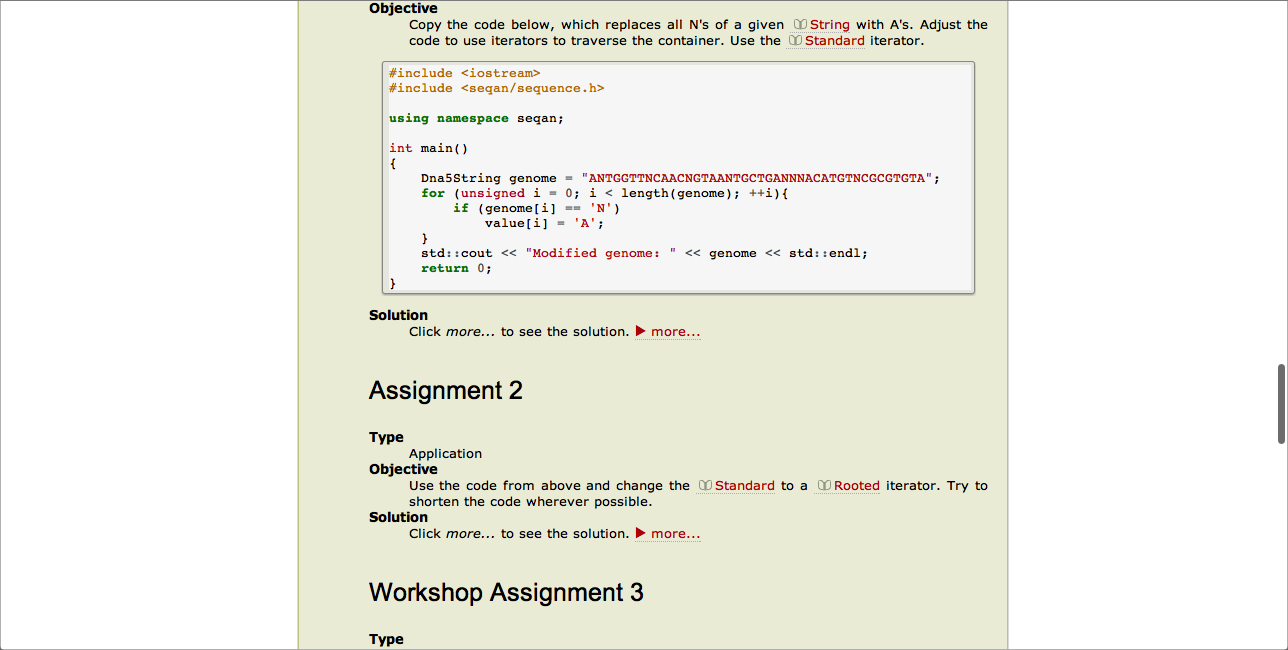 Objective
Copy the code below, which replaces all N's of a given String with A's. Adjust the
code to use iterators to traverse the container. Use the Standard iterator.
#include <iostream>
#include <seqan/sequence.h>
using namespace seqan;
int main()
{
    Dna5String genome = "ANTGGTTNCAACNGTAANTGCTGANNNACATGTNCGCGTGTA";
    for (unsigned i = 0; i < length(genome); ++i){
        if (genome[i] == 'N')
            value[i] = 'A';
    }
    std::cout << "Modified genome: " << genome << std::endl;
    return 0;
}
Solution
Click more... to see the solution. ▶ more...
Assignment 2
Type
Application
Objective
Use the code from above and change the Standard to a Rooted iterator. Try to
shorten the code wherever possible.
Solution
Click more... to see the solution. ▶ more...
Workshop Assignment 3
Type